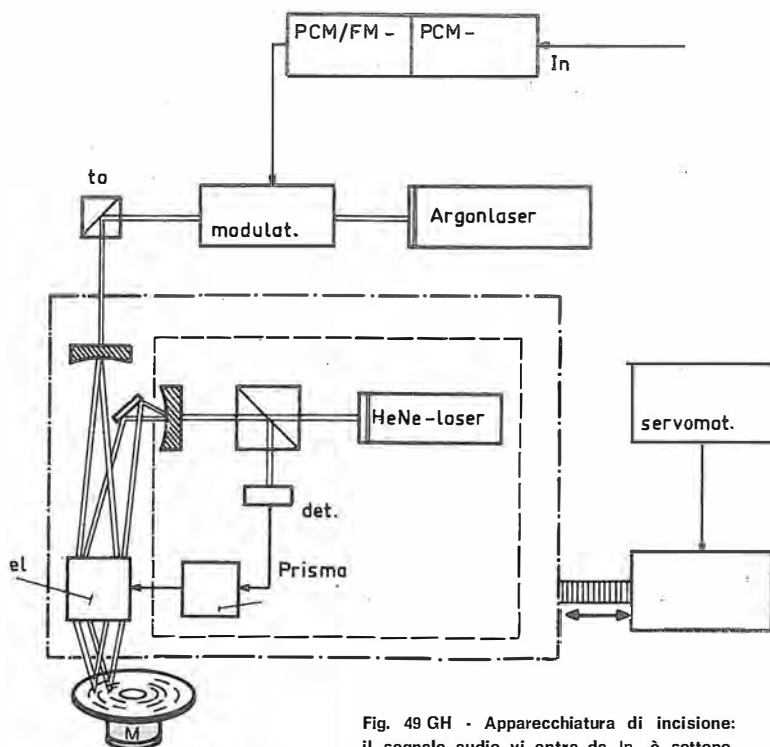 PCM/FM- PCM-
In
to
modulat.
Argonlaser
HeNe-laser
servomot.
det.
el
Prisma
M
Fig. 49 GH - Apparecchiatura di incisione:
il segnale audio vi entra da In, è sottopo-